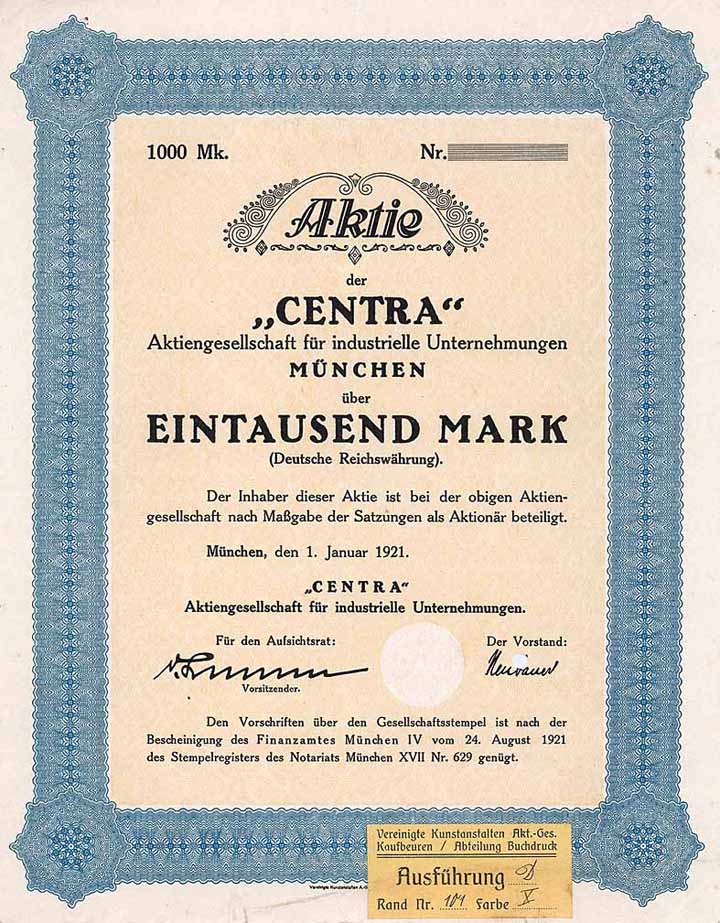 1000 Mk. Nr.
Aktie
der
„CENTRA“
Aktiengesellschaft für industrielle Unternehmungen
MÜNCHEN
über
EINTAUSEND MARK
(Deutsche Reichswährung).
Der Inhaber dieser Aktie ist bei der obigen Aktien-
gesellschaft nach Maßgabe der Satzungen als Aktionär beteiligt.
München, den 1. Januar 1921.
„CENTRA“
Aktiengesellschaft für industrielle Unternehmungen.
Für den Aufsichtsrat: Der Vorstand:
Vorsitzender.
Den Vorschriften über den Gesellschaftsstempel ist nach der
Bescheinigung des Finanzamtes München IV vom 24. August 1921
des Stempelregisters des Notariats München XVII Nr. 629 genügt.
Vereinigte Kunstanstalten A.-G
Vereinigte Kunstanstalten Akt.-Ges.
Kaufbeuren / Abteilung Buchdruck
Ausführung D
Rand Nr. 101 Farbe V